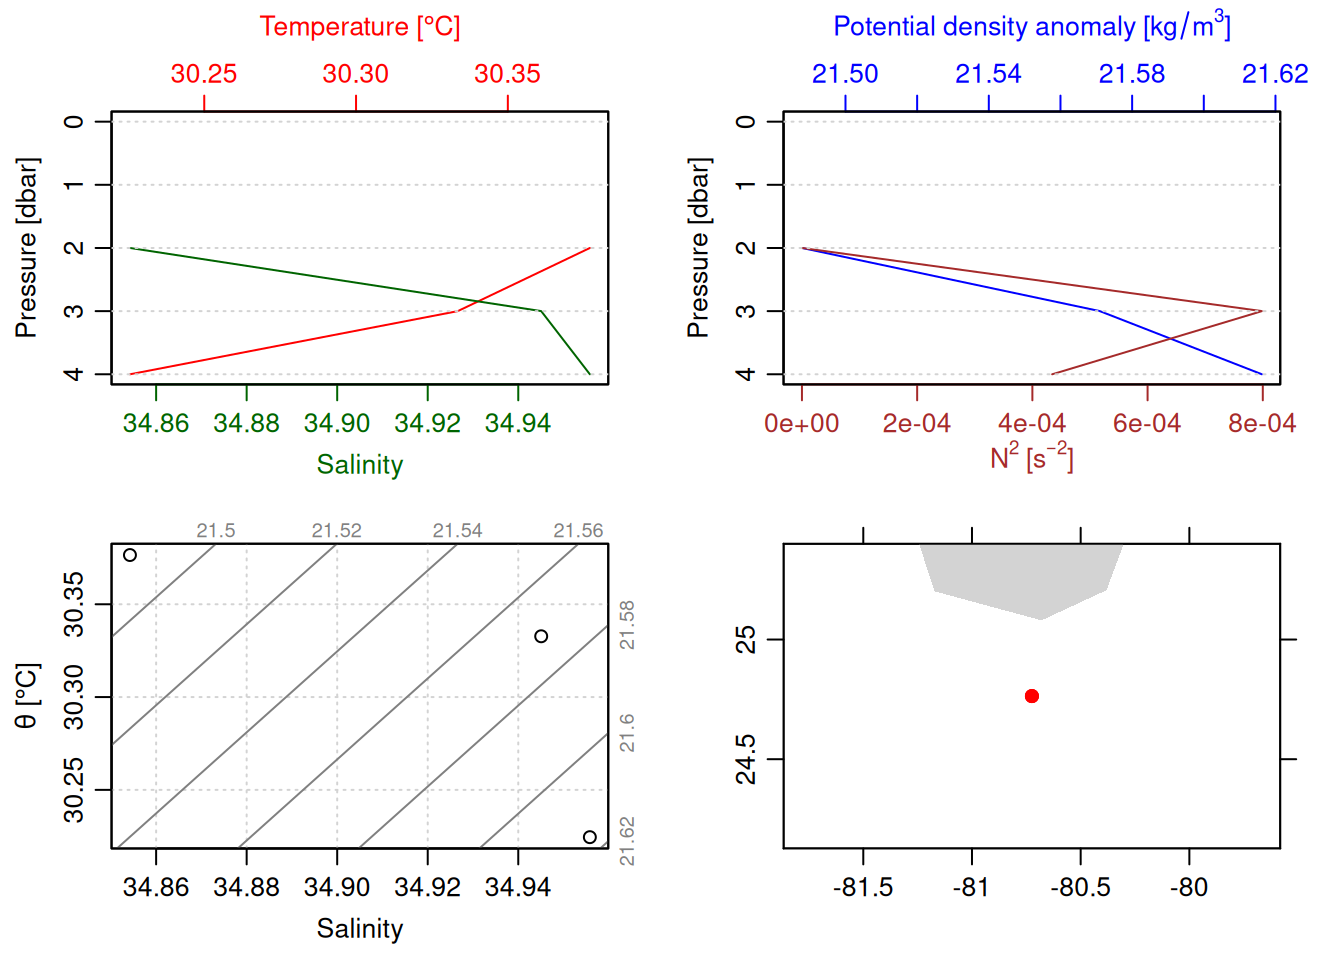 Temperature [°C]
30.25 30.30 30.35
0
1
2
3
4
Pressure [dbar]
34.86 34.88 34.90 34.92 34.94
Salinity
Potential density anomaly [kg/m³]
21.50 21.54 21.58 21.62
0
1
2
3
4
Pressure [dbar]
0e+00 2e-04 4e-04 6e-04 8e-04
N² [s⁻²]
21.5 21.52 21.54 21.56
21.58
21.6
21.62
30.35
30.30
30.25
θ [°C]
34.86 34.88 34.90 34.92 34.94
Salinity
25
24.5
-81.5 -81 -80.5 -80